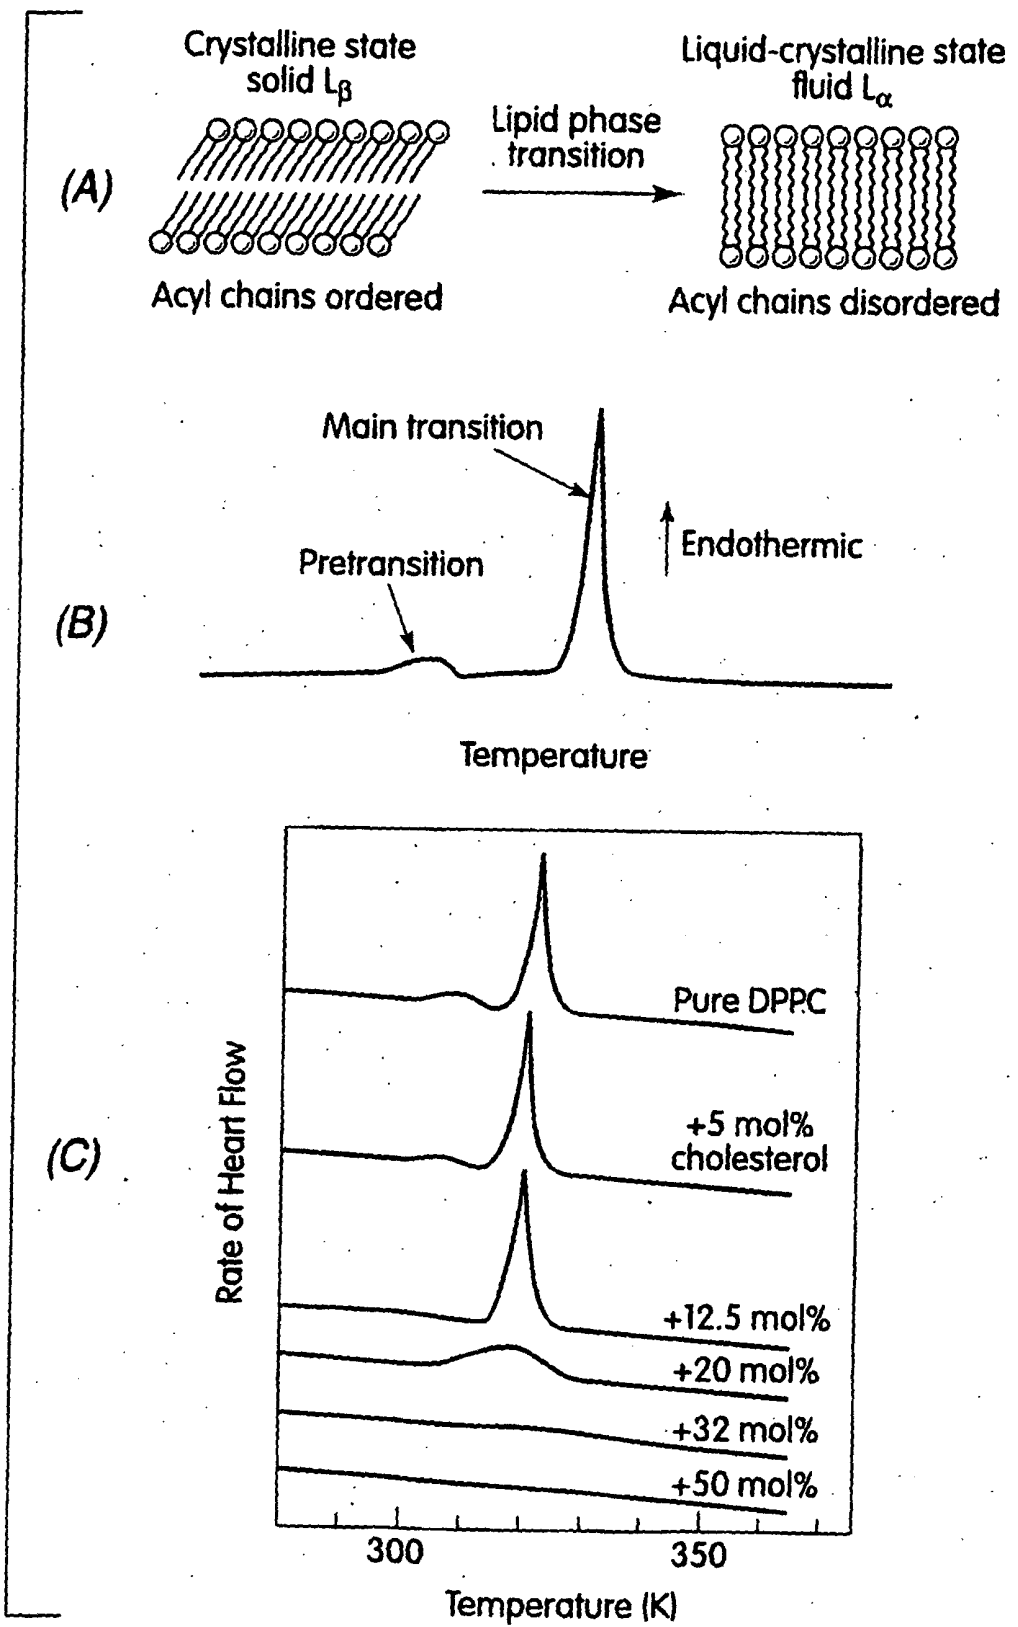 Crystalline state
solid Lβ
Liquid-crystalline state
fluid Lα
Lipid phase
transition
(A)
Acyl chains ordered
Acyl chains disordered
Main transition
Endothermic
Pretransition
(B)
Temperature
Pure DPP.C
+5 mol%
cholesterol
(C)
Rate of Heart Flow
+12.5 mol%
+20 mol%
+32 mol%
+50 mol%
300
350
Temperature (K)